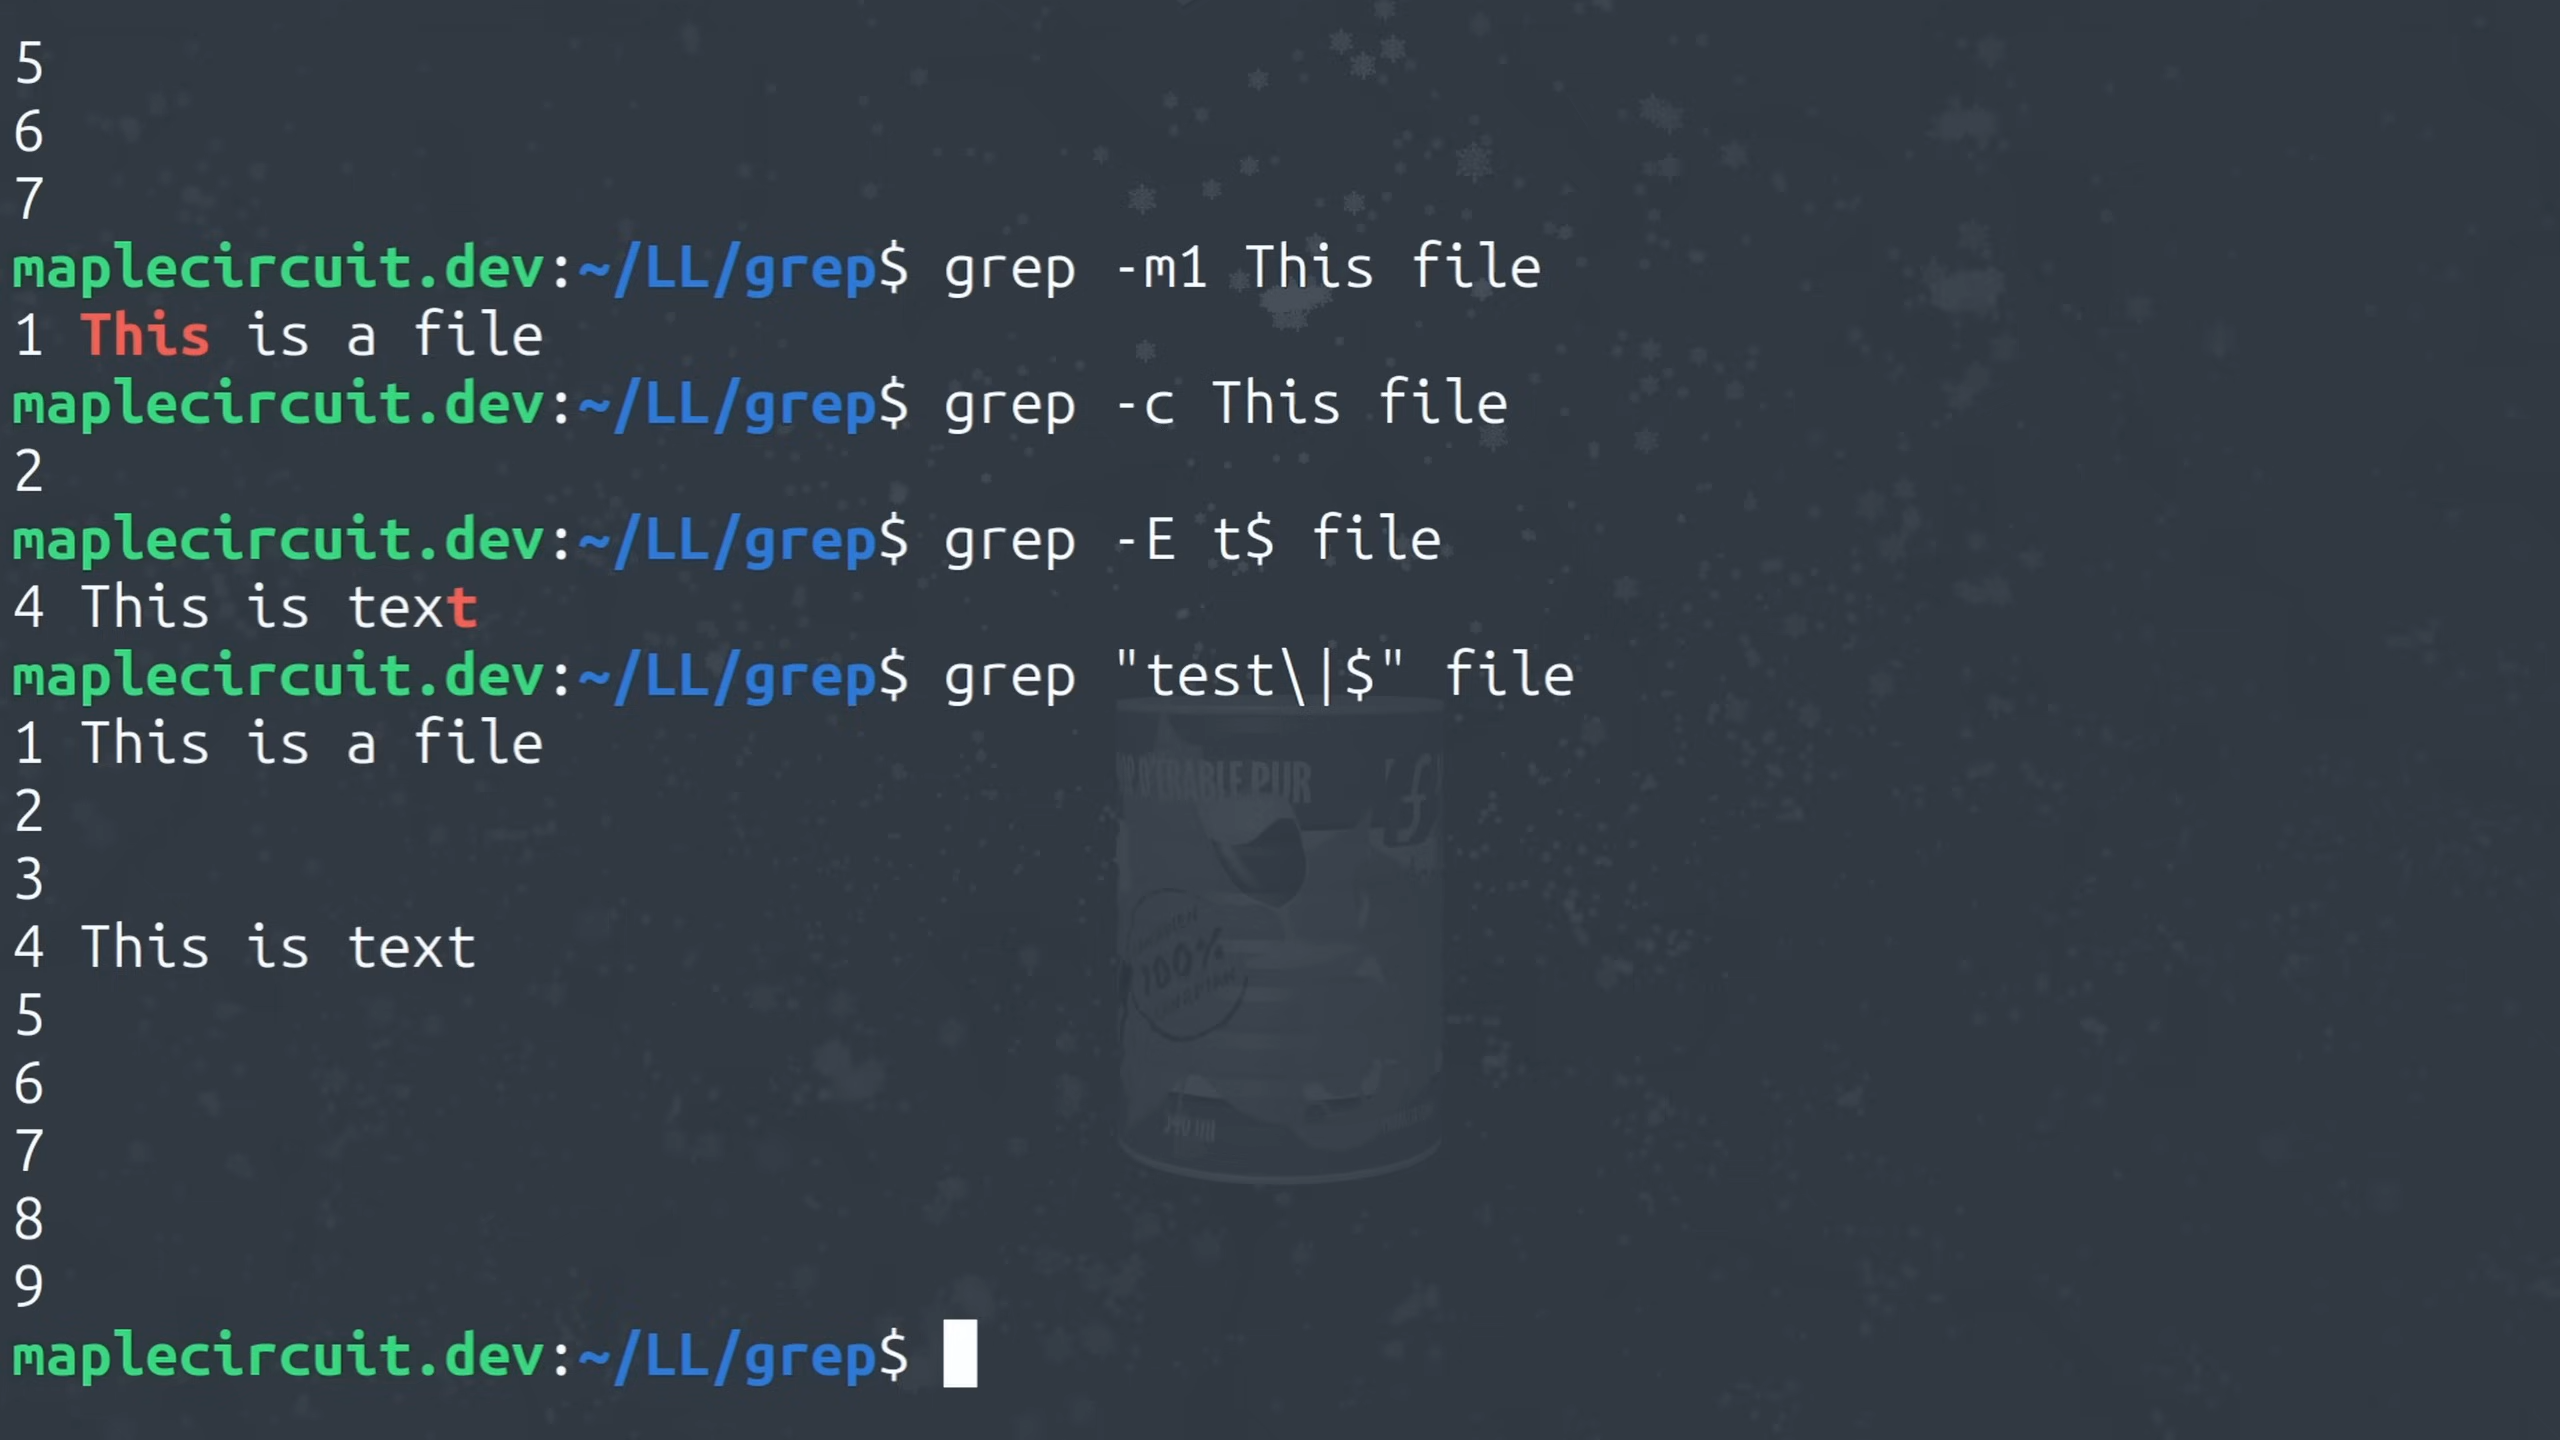 5
6
7
maplecircuit.dev:~/LL/grep$ grep -m1 This file
1 This is a file
maplecircuit.dev:~/LL/grep$ grep -c This file
2
maplecircuit.dev:~/LL/grep$ grep -E t$ file
4 This is text
maplecircuit.dev:~/LL/grep$ grep "test\|$" file
1 This is a file
2
3
4 This is text
5
6
7
8
9
maplecircuit.dev:~/LL/grep$
D'ÉRABLE PUR
100%